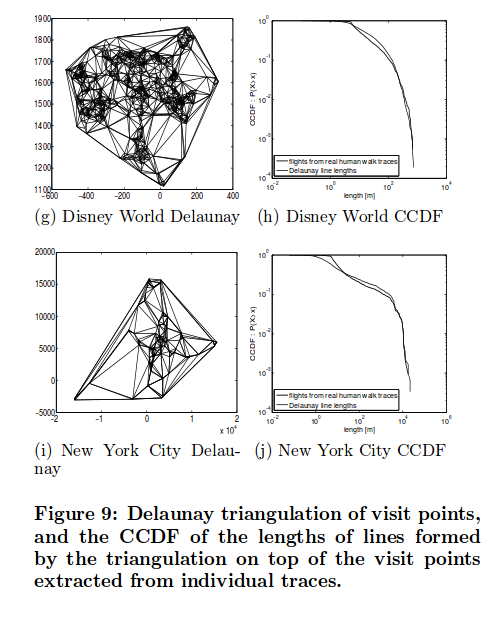 1900
1800
1700
1600
1500
1400
1300
1200
1100
−600 −400 −200 0 200 400
(g) Disney World Delaunay
CCDF : P(X>x)
10^0
10^-1
10^-2
10^-3
10^-4
flights from real human walk traces
Delaunay line lengths
10^-2 10^0 10^2 10^4
length [m]
(h) Disney World CCDF
20000
15000
10000
5000
0
−5000
−2 −1 0 1 2
x 10^4
(i) New York City Delau-
nay
CCDF : P(X>x)
10^0
10^-1
10^-2
10^-3
10^-4
flights from real human walk traces
Delaunay line lengths
10^-2 10^0 10^2 10^4 10^6
length [m]
(j) New York City CCDF
Figure 9: Delaunay triangulation of visit points,
and the CCDF of the lengths of lines formed
by the triangulation on top of the visit points
extracted from individual traces.